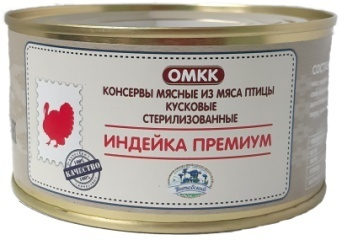 ОМКК
КОНСЕРВЫ МЯСНЫЕ ИЗ МЯСА ПТИЦЫ
КУСКОВЫЕ
СТЕРИЛИЗОВАННЫЕ
ИНДЕЙКА ПРЕМИУМ
КАЧЕСТВО